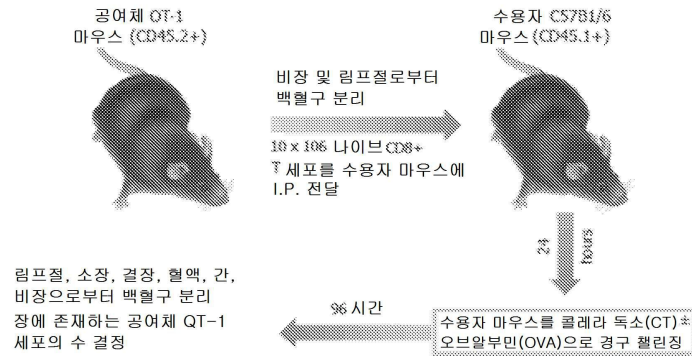 공여체 OT-1
마우스 (CD45.2+)
수용자 C57B1/6
마우스 (CD45.1+)
비장 및 림프절로부터
백혈구 분리
10 x 106 나이브 CD8+
T 세포를 수용자 마우스에
I.P. 전달
24
hours
림프절, 소장, 결장, 혈액, 간,
비장으로부터 백혈구 분리
장에 존재하는 공여체 QT-1
세포의 수 결정
96 시간
수용자 마우스를 콜레라 독소(CT) ±
오브알부민(OVA)으로 경구 챌린징